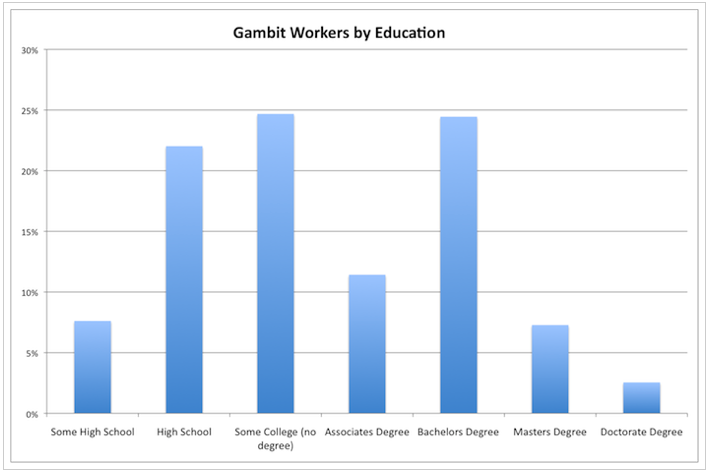 Gambit Workers by Education
30%
25%
20%
15%
10%
5%
0%
Some High School
High School
Some College (no
degree)
Associates Degree
Bachelors Degree
Masters Degree
Doctorate Degree